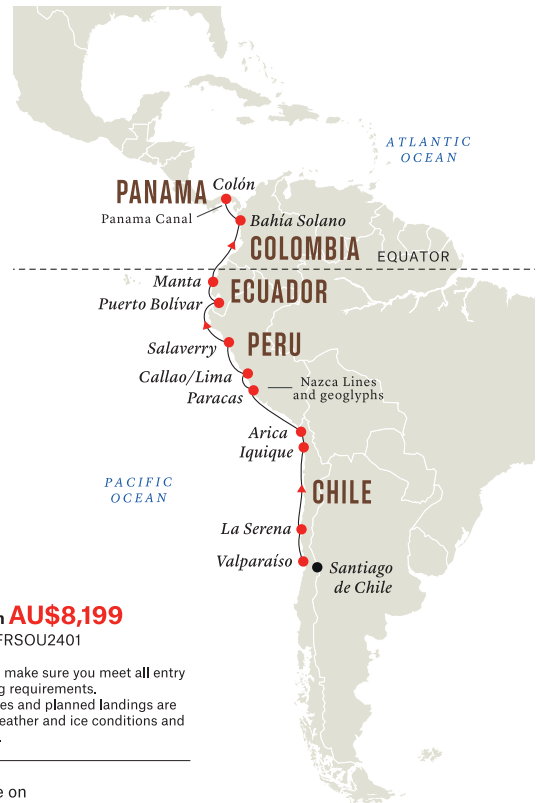 ATLANTIC
OCEAN
PANAMA
Colón
Panama Canal
Bahía Solano
COLOMBIA
EQUATOR
Manta
ECUADOR
Puerto Bolívar
PERU
Salaverry
Callao/Lima
Nazca Lines
and geoglyphs
Paracas
Arica
Iquique
PACIFIC
OCEAN
CHILE
La Serena
Valparaíso
Santiago
de Chile
AU$8,199
FRSOU2401
make sure you meet all entry
g requirements.
es and planned landings are
eather and ice conditions and
e on